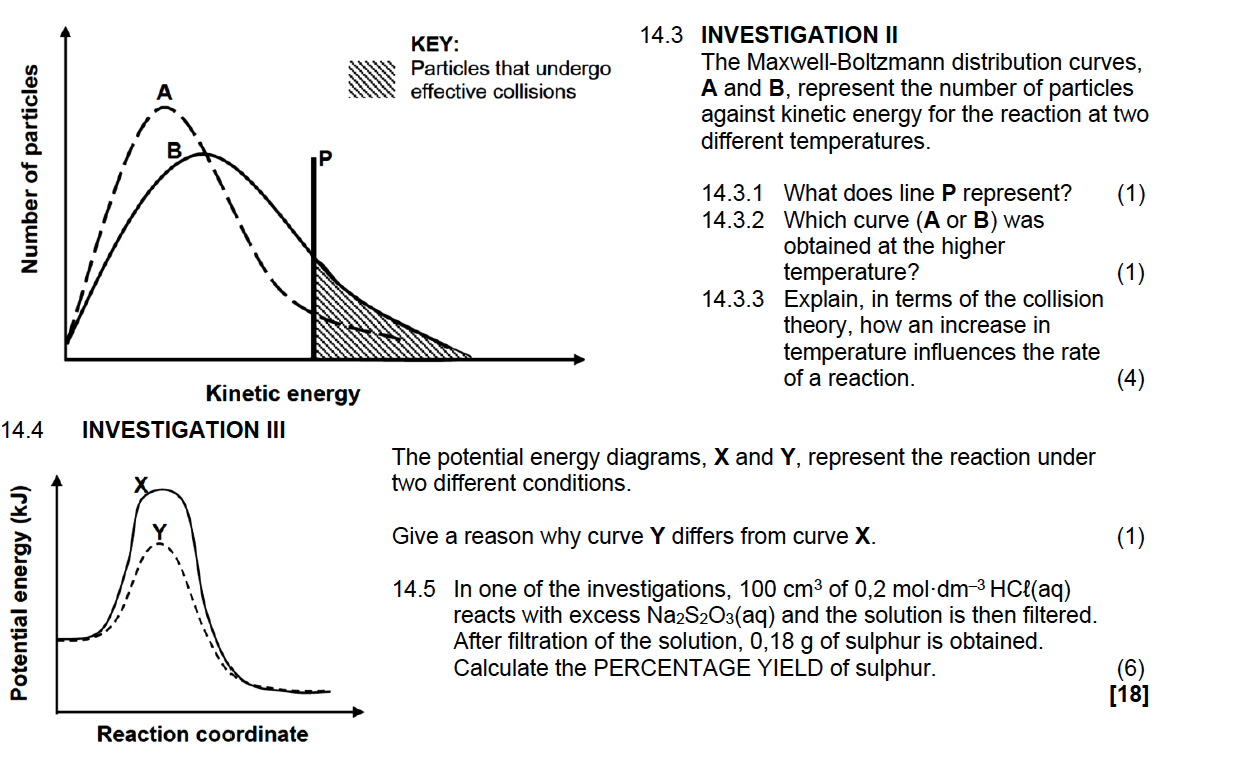 KEY:
Particles that undergo
effective collisions
Number of particles
A
B
P
Kinetic energy
14.3 INVESTIGATION II
The Maxwell-Boltzmann distribution curves,
A and B, represent the number of particles
against kinetic energy for the reaction at two
different temperatures.
14.3.1 What does line P represent? (1)
14.3.2 Which curve (A or B) was
obtained at the higher
temperature? (1)
14.3.3 Explain, in terms of the collision
theory, how an increase in
temperature influences the rate
of a reaction. (4)
14.4 INVESTIGATION III
Potential energy (kJ)
X
Y
Reaction coordinate
The potential energy diagrams, X and Y, represent the reaction under
two different conditions.
Give a reason why curve Y differs from curve X. (1)
14.5 In one of the investigations, 100 cm³ of 0,2 mol·dm⁻³ HCℓ(aq)
reacts with excess Na₂S₂O₃(aq) and the solution is then filtered.
After filtration of the solution, 0,18 g of sulphur is obtained.
Calculate the PERCENTAGE YIELD of sulphur. (6)
[18]